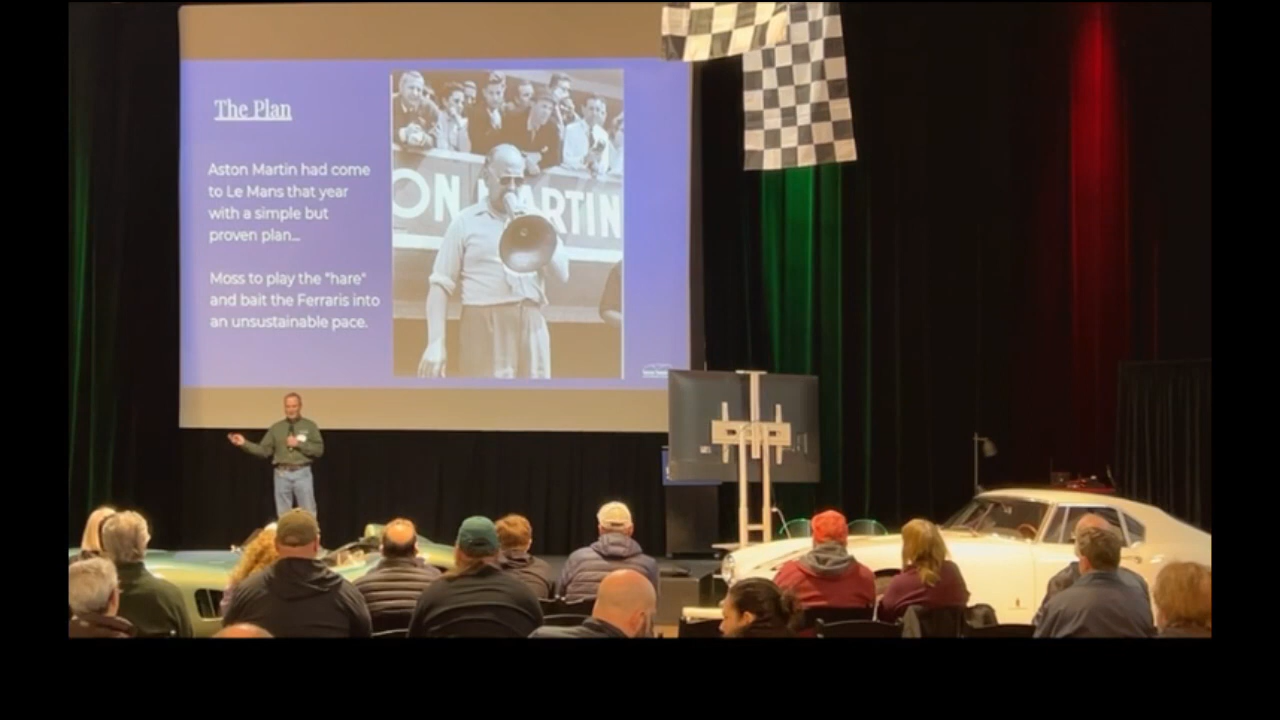 The Plan
Aston Martin had come
to Le Mans that year
with a simple but
proven plan...
Moss to play the "hare"
and bait the Ferraris into
an unsustainable pace.
ON MARTIN